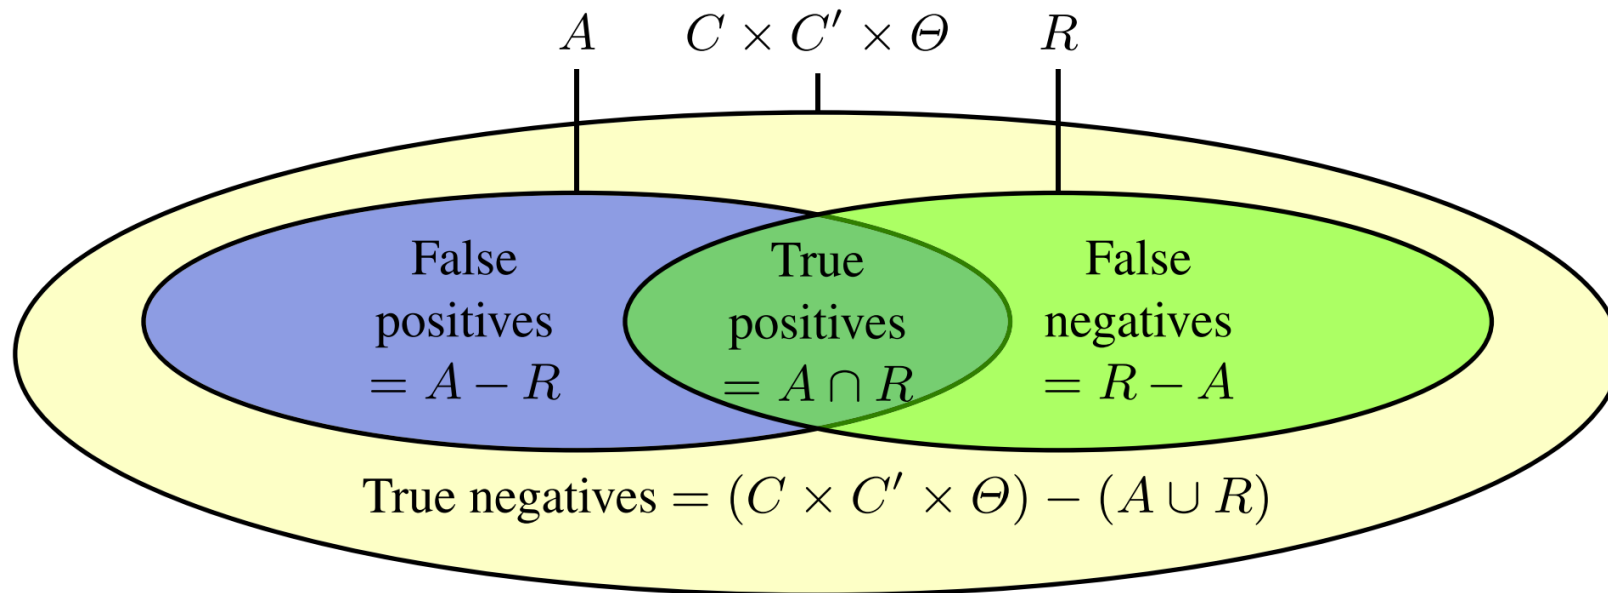 A C × C′ × Θ R
False
positives
= A − R
True
positives
= A ∩ R
False
negatives
= R − A
True negatives = (C × C′ × Θ) − (A ∪ R)